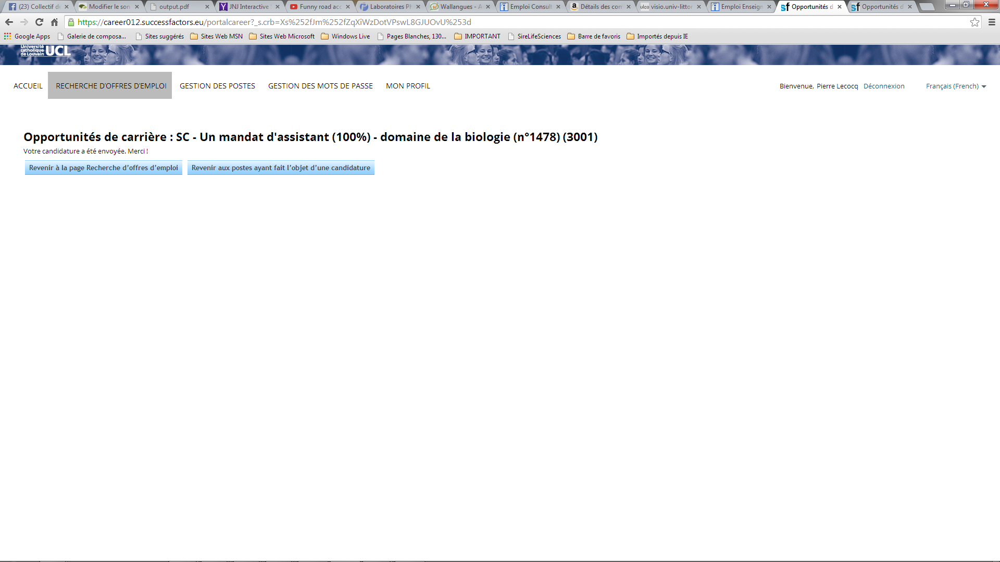 (23) Collectif de
Modifier le son
output.pdf
JNJ Interactive
Funny road acc
Laboratoires Ph
Wallangues - A
Emploi Consult
Détails des com
ulco visio.univ-littor
Emploi Enseign
sf Opportunités d
sf Opportunités d
https://career012.successfactors.eu/portalcareer?_s.crb=Xs%252fJm%252fZqXiWzDotVPswL8GJUOvU%253d
Google Apps
Galerie de composa...
Sites suggérés
Sites Web MSN
Sites Web Microsoft
Windows Live
Pages Blanches, 130...
IMPORTANT
SireLifeSciences
Barre de favoris
Importés depuis IE
Université
catholique
de Louvain
UCL
ACCUEIL
RECHERCHE D'OFFRES D'EMPLOI
GESTION DES POSTES
GESTION DES MOTS DE PASSE
MON PROFIL
Bienvenue, Pierre Lecocq
Déconnexion
Français (French)
Opportunités de carrière : SC - Un mandat d'assistant (100%) - domaine de la biologie (n°1478) (3001)
Votre candidature a été envoyée. Merci !
Revenir à la page Recherche d’offres d’emploi
Revenir aux postes ayant fait l’objet d’une candidature